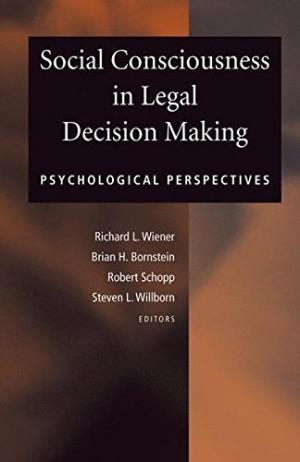 Social Consciousness
in Legal
Decision Making
PSYCHOLOGICAL PERSPECTIVES
Richard L. Wiener
Brian H. Bornstein
Robert Schopp
Steven L. Willborn
EDITORS